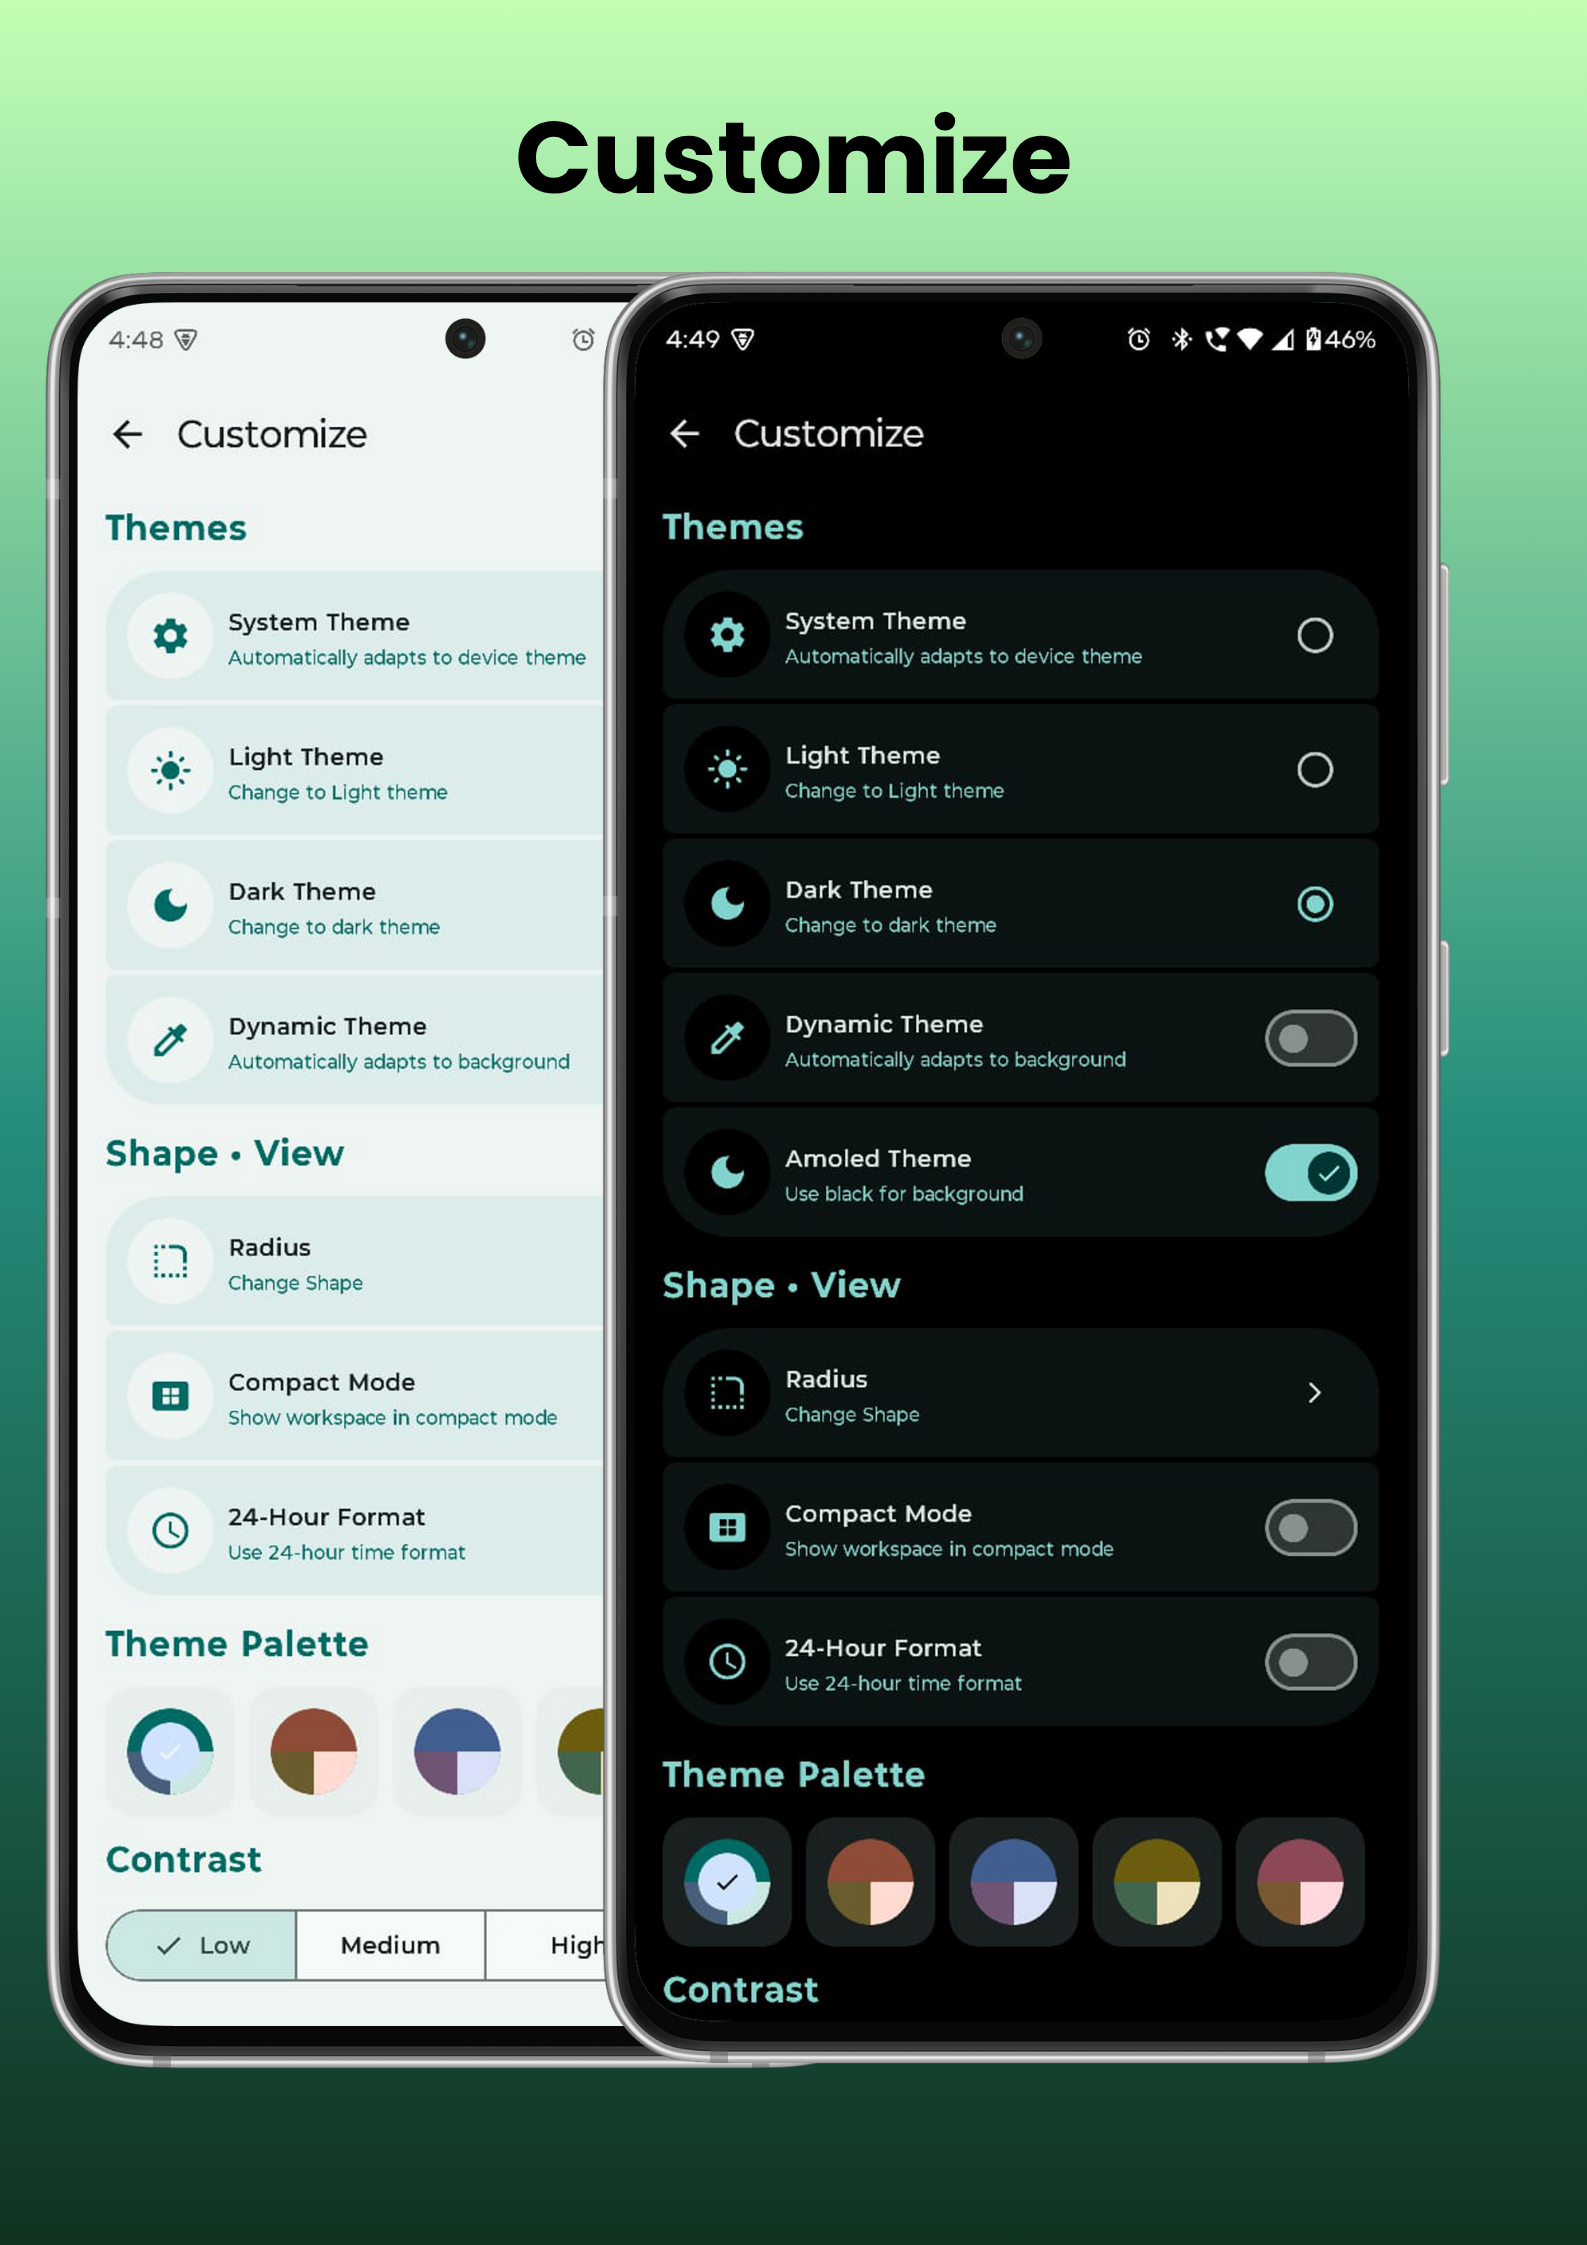 Customize
4:48
Customize
Themes
System Theme
Automatically adapts to device theme
Light Theme
Change to Light theme
Dark Theme
Change to dark theme
Dynamic Theme
Automatically adapts to background
Shape • View
Radius
Change Shape
Compact Mode
Show workspace in compact mode
24-Hour Format
Use 24-hour time format
Theme Palette
Contrast
Low
Medium
High
4:49
46%
Customize
Themes
System Theme
Automatically adapts to device theme
Light Theme
Change to Light theme
Dark Theme
Change to dark theme
Dynamic Theme
Automatically adapts to background
Amoled Theme
Use black for background
Shape • View
Radius
Change Shape
Compact Mode
Show workspace in compact mode
24-Hour Format
Use 24-hour time format
Theme Palette
Contrast